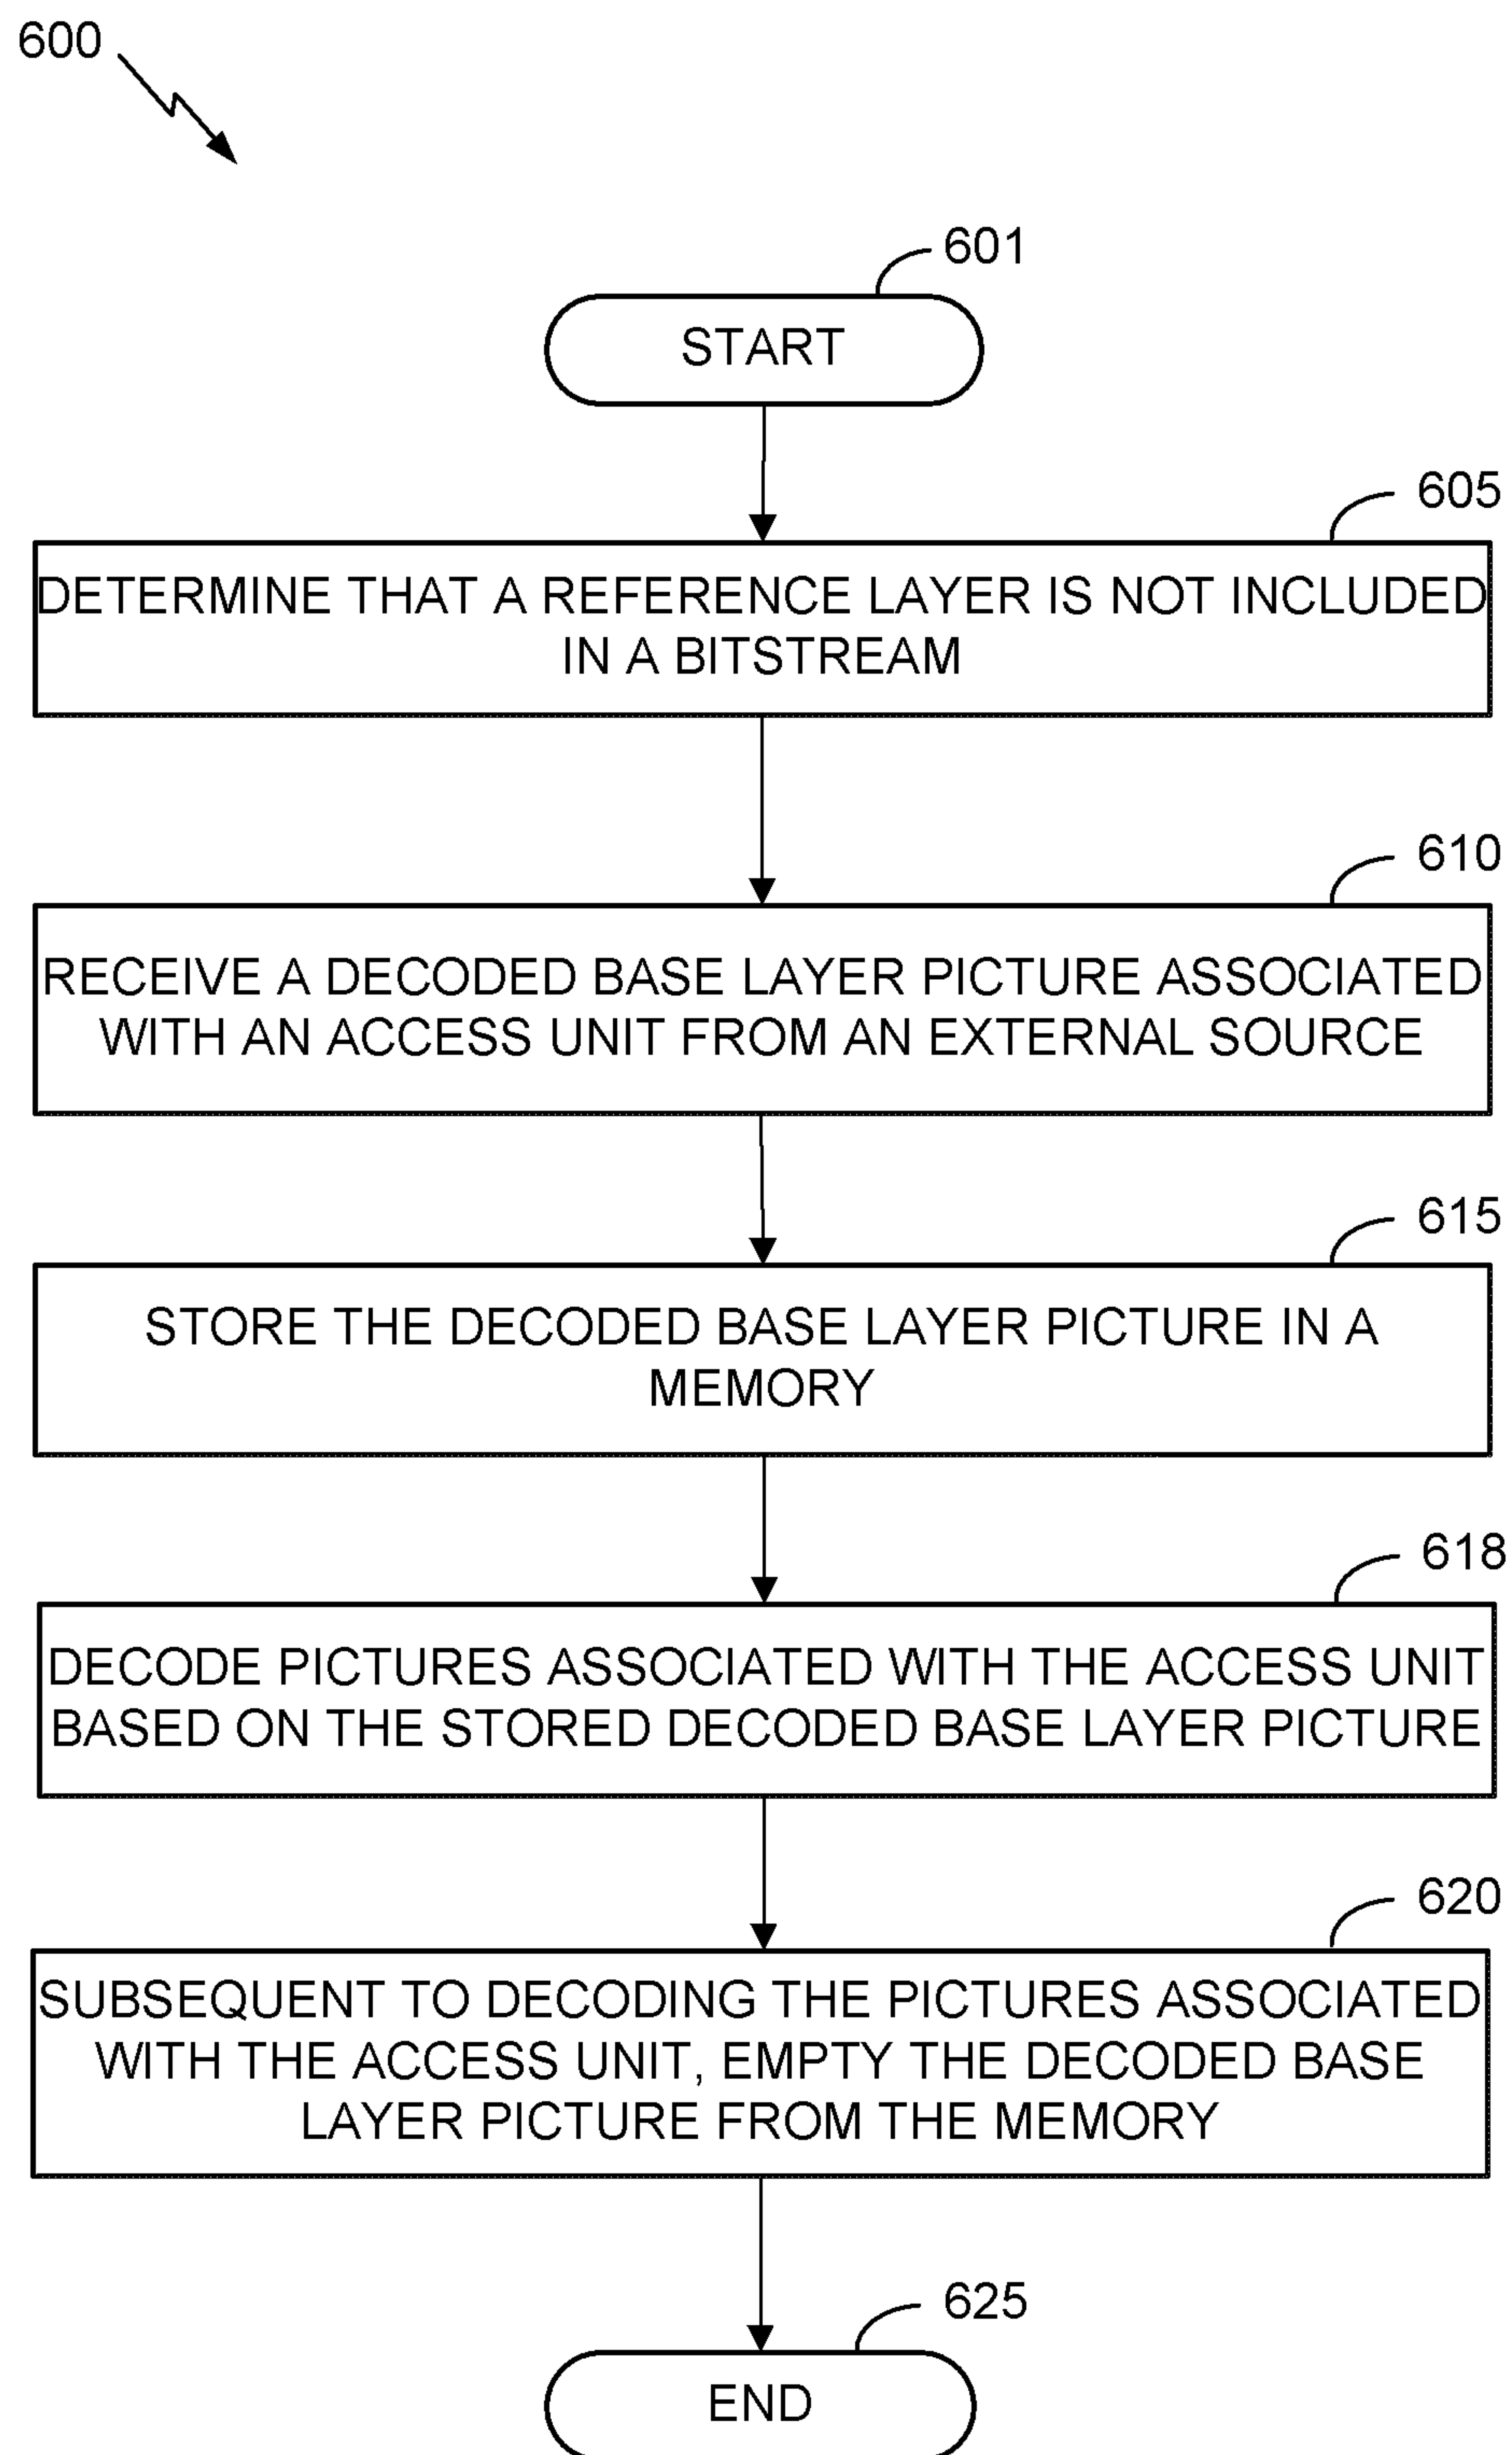 600
601
START
605
DETERMINE THAT A REFERENCE LAYER IS NOT INCLUDED
IN A BITSTREAM
610
RECEIVE A DECODED BASE LAYER PICTURE ASSOCIATED
WITH AN ACCESS UNIT FROM AN EXTERNAL SOURCE
615
STORE THE DECODED BASE LAYER PICTURE IN A
MEMORY
618
DECODE PICTURES ASSOCIATED WITH THE ACCESS UNIT
BASED ON THE STORED DECODED BASE LAYER PICTURE
620
SUBSEQUENT TO DECODING THE PICTURES ASSOCIATED
WITH THE ACCESS UNIT, EMPTY THE DECODED BASE
LAYER PICTURE FROM THE MEMORY
625
END